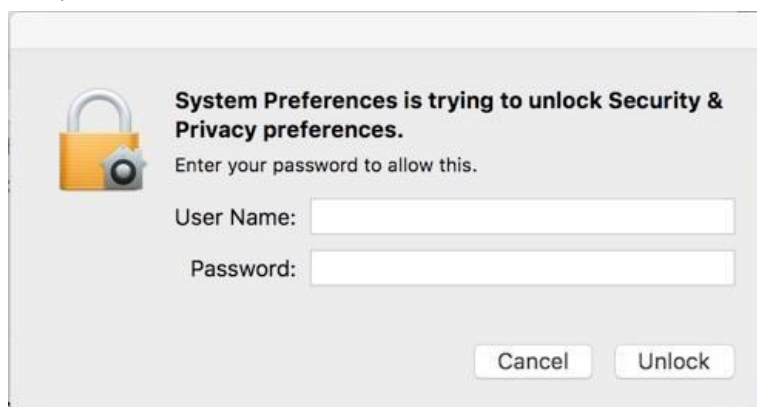 System Preferences is trying to unlock Security &
Privacy preferences.
Enter your password to allow this.
User Name:
Password:
Cancel
Unlock